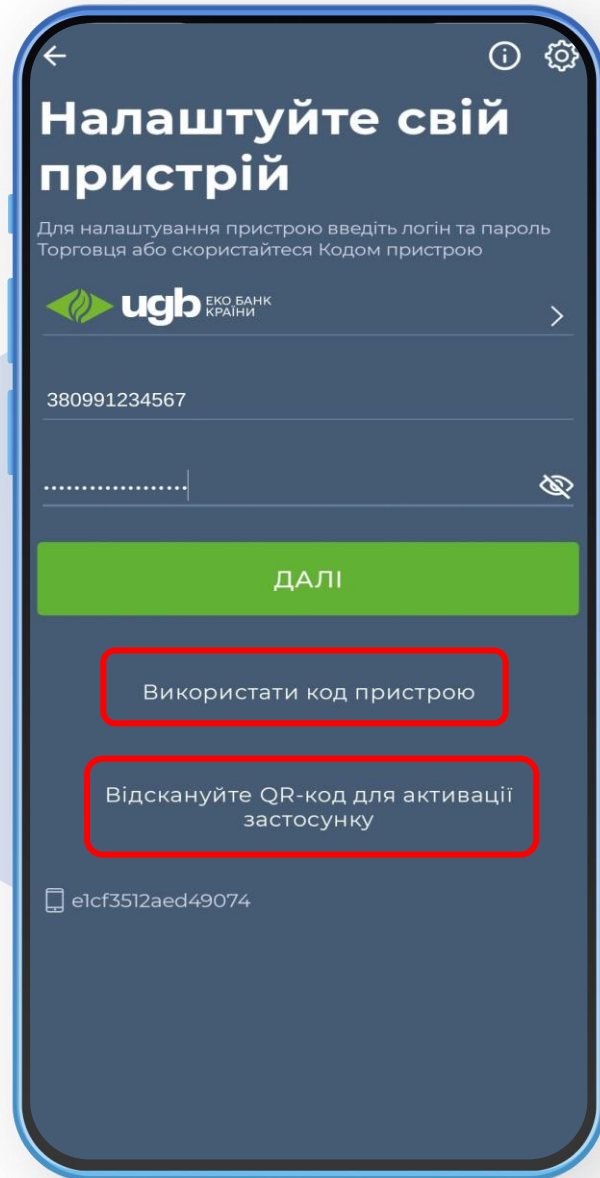 Налаштуйте свій
пристрій
Для налаштування пристрою введіть логін та пароль
Торговця або скористайтеся Кодом пристрою
ugb ЕКО БАНК
КРАЇНИ
380991234567
...................
ДАЛІ
Використати код пристрою
Відскануйте QR-код для активації
застосунку
e1cf3512aed49074